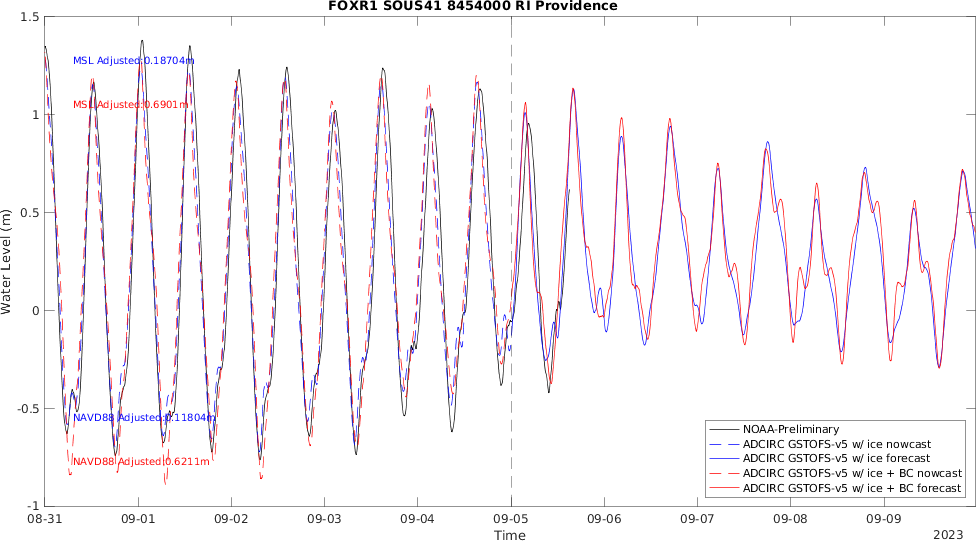 FOXR1 SOUS41 8454000 RI Providence
1.5
MSL Adjusted:0.18704m
MSL Adjusted:0.6901m
1
0.5
Water Level (m)
0
-0.5
NAVD88 Adjusted:0.11804m
NAVD88 Adjusted:0.6211m
-1
NOAA-Preliminary
ADCIRC GSTOFS-v5 w/ ice nowcast
ADCIRC GSTOFS-v5 w/ ice forecast
ADCIRC GSTOFS-v5 w/ ice + BC nowcast
ADCIRC GSTOFS-v5 w/ ice + BC forecast
08-31 09-01 09-02 09-03 09-04 09-05 09-06 09-07 09-08 09-09
Time
2023